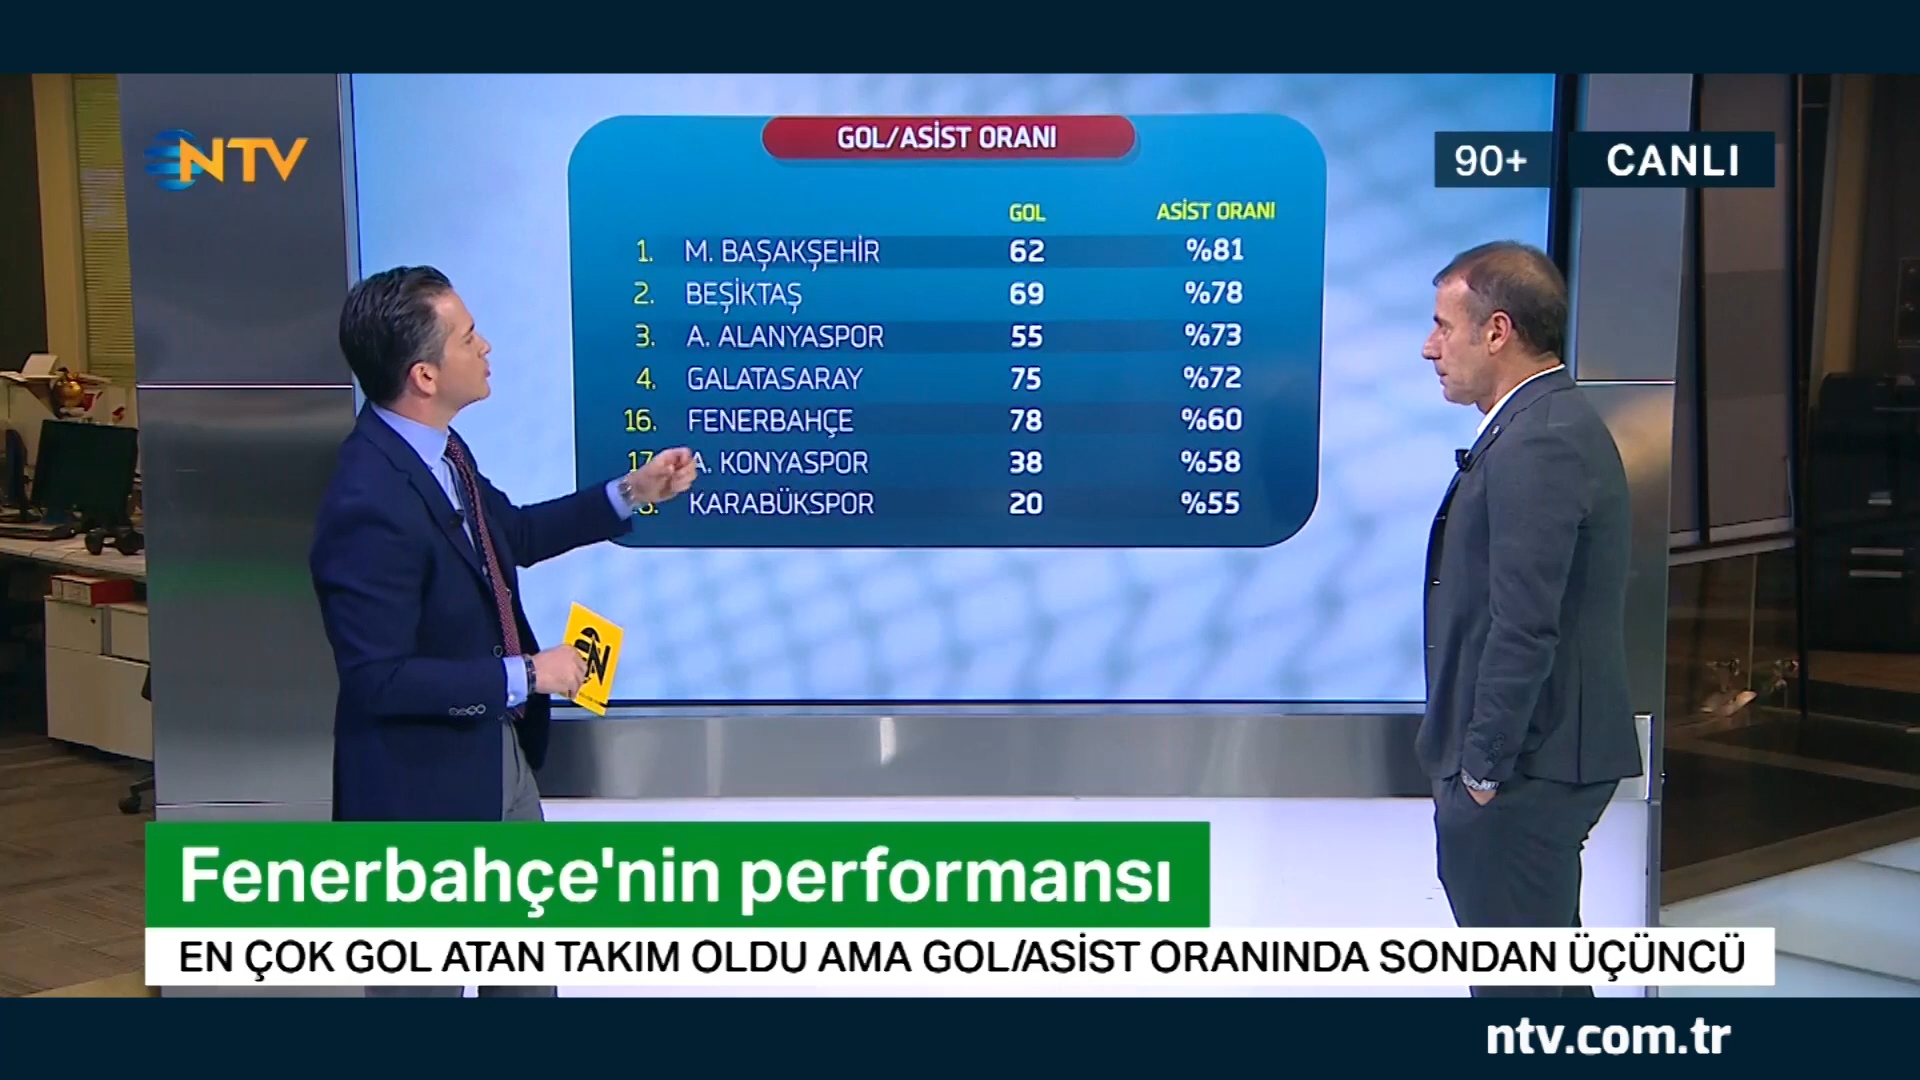 NTV
GOL/ASİST ORANI
90+ CANLI
GOL ASİST ORANI
1. M. BAŞAKŞEHİR 62 %81
2. BEŞİKTAŞ 69 %78
3. A. ALANYASPOR 55 %73
4. GALATASARAY 75 %72
16. FENERBAHÇE 78 %60
17 A. KONYASPOR 38 %58
KARABÜKSPOR 20 %55
Fenerbahçe'nin performansı
EN ÇOK GOL ATAN TAKIM OLDU AMA GOL/ASİST ORANINDA SONDAN ÜÇÜNCÜ
ntv.com.tr